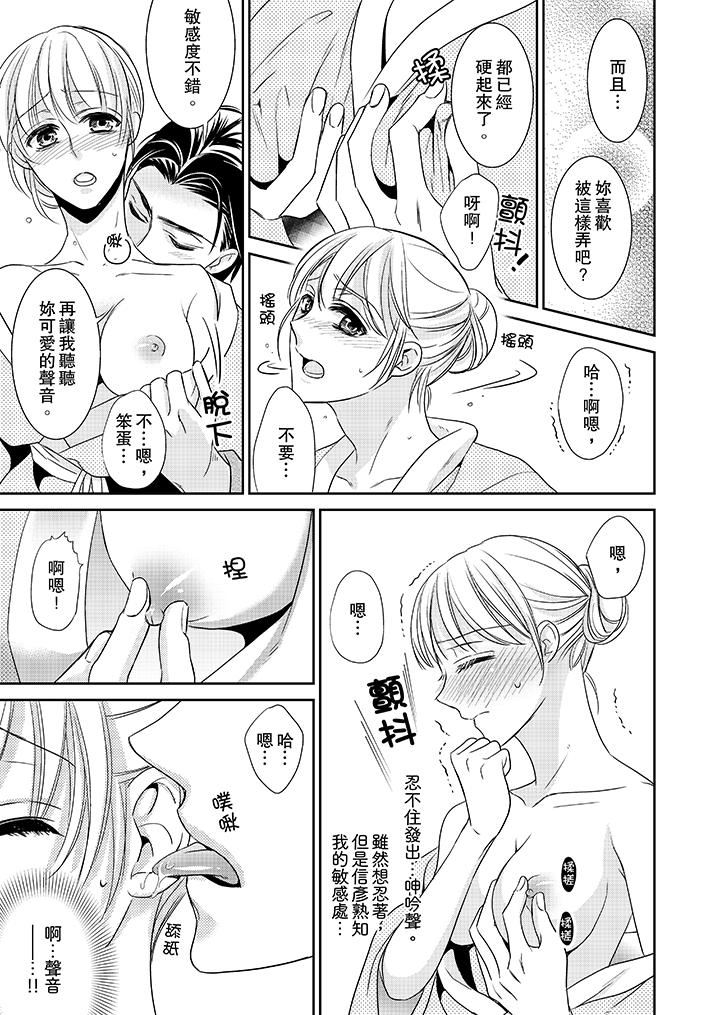 而且…
妳喜歡
被這樣弄吧？
都已經
硬起來了。
揉
呀啊！
顫抖！
敏感度不錯。
啾
再讓我聽聽
妳可愛的聲音。
脫下
不…嗯，
笨蛋…
搖頭
搖頭
哈…啊嗯，
不要…
嗯，
嗯…
顫抖
忍不住發出…呻吟聲。
雖然想忍著，
但是信彥熟知
我的敏感處…
揉搓
揉搓
捏
啊嗯！
哈…
嗯…
噗啾
舔舐
啊…聲音
——…!!